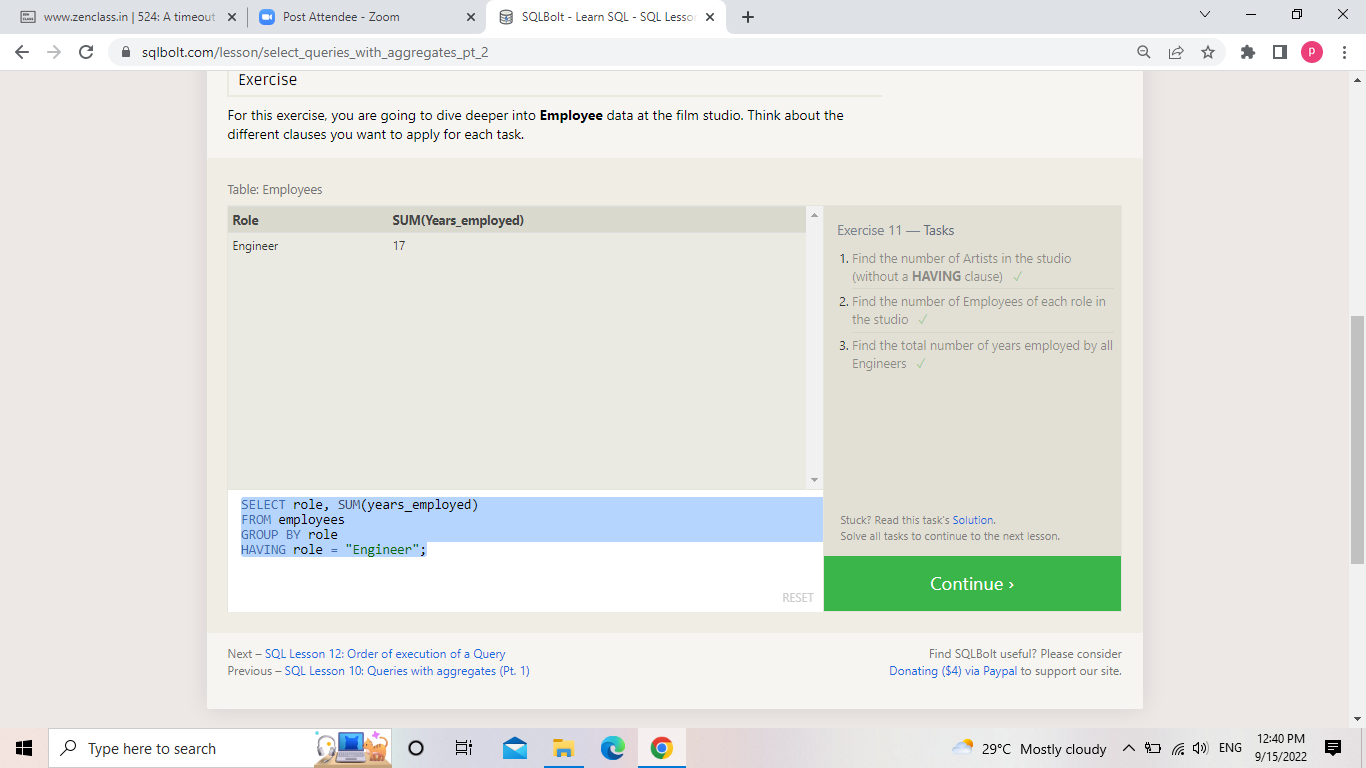 www.zenclass.in | 524: A timeout
Post Attendee - Zoom
SQLBolt - Learn SQL - SQL Lesso
sqlbolt.com/lesson/select_queries_with_aggregates_pt_2
P
Exercise
For this exercise, you are going to dive deeper into Employee data at the film studio. Think about the
different clauses you want to apply for each task.
Table: Employees
Role SUM(Years_employed)
Engineer 17
SELECT role, SUM(years_employed)
FROM employees
GROUP BY role
HAVING role = "Engineer";
RESET
Exercise 11 — Tasks
1. Find the number of Artists in the studio
(without a HAVING clause) ✓
2. Find the number of Employees of each role in
the studio ✓
3. Find the total number of years employed by all
Engineers ✓
Stuck? Read this task's Solution.
Solve all tasks to continue to the next lesson.
Continue ›
Next – SQL Lesson 12: Order of execution of a Query
Previous – SQL Lesson 10: Queries with aggregates (Pt. 1)
Find SQLBolt useful? Please consider
Donating ($4) via Paypal to support our site.
Type here to search
29°C Mostly cloudy
ENG
12:40 PM
9/15/2022